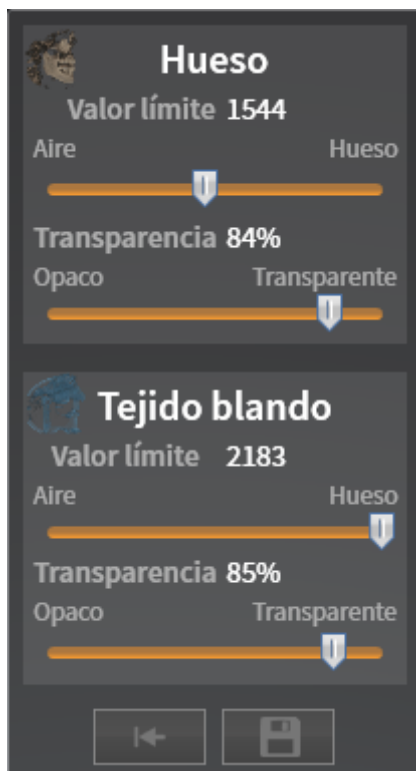 Hueso
Valor límite 1544
Aire Hueso
Transparencia 84%
Opaco Transparente
Tejido blando
Valor límite 2183
Aire Hueso
Transparencia 85%
Opaco Transparente